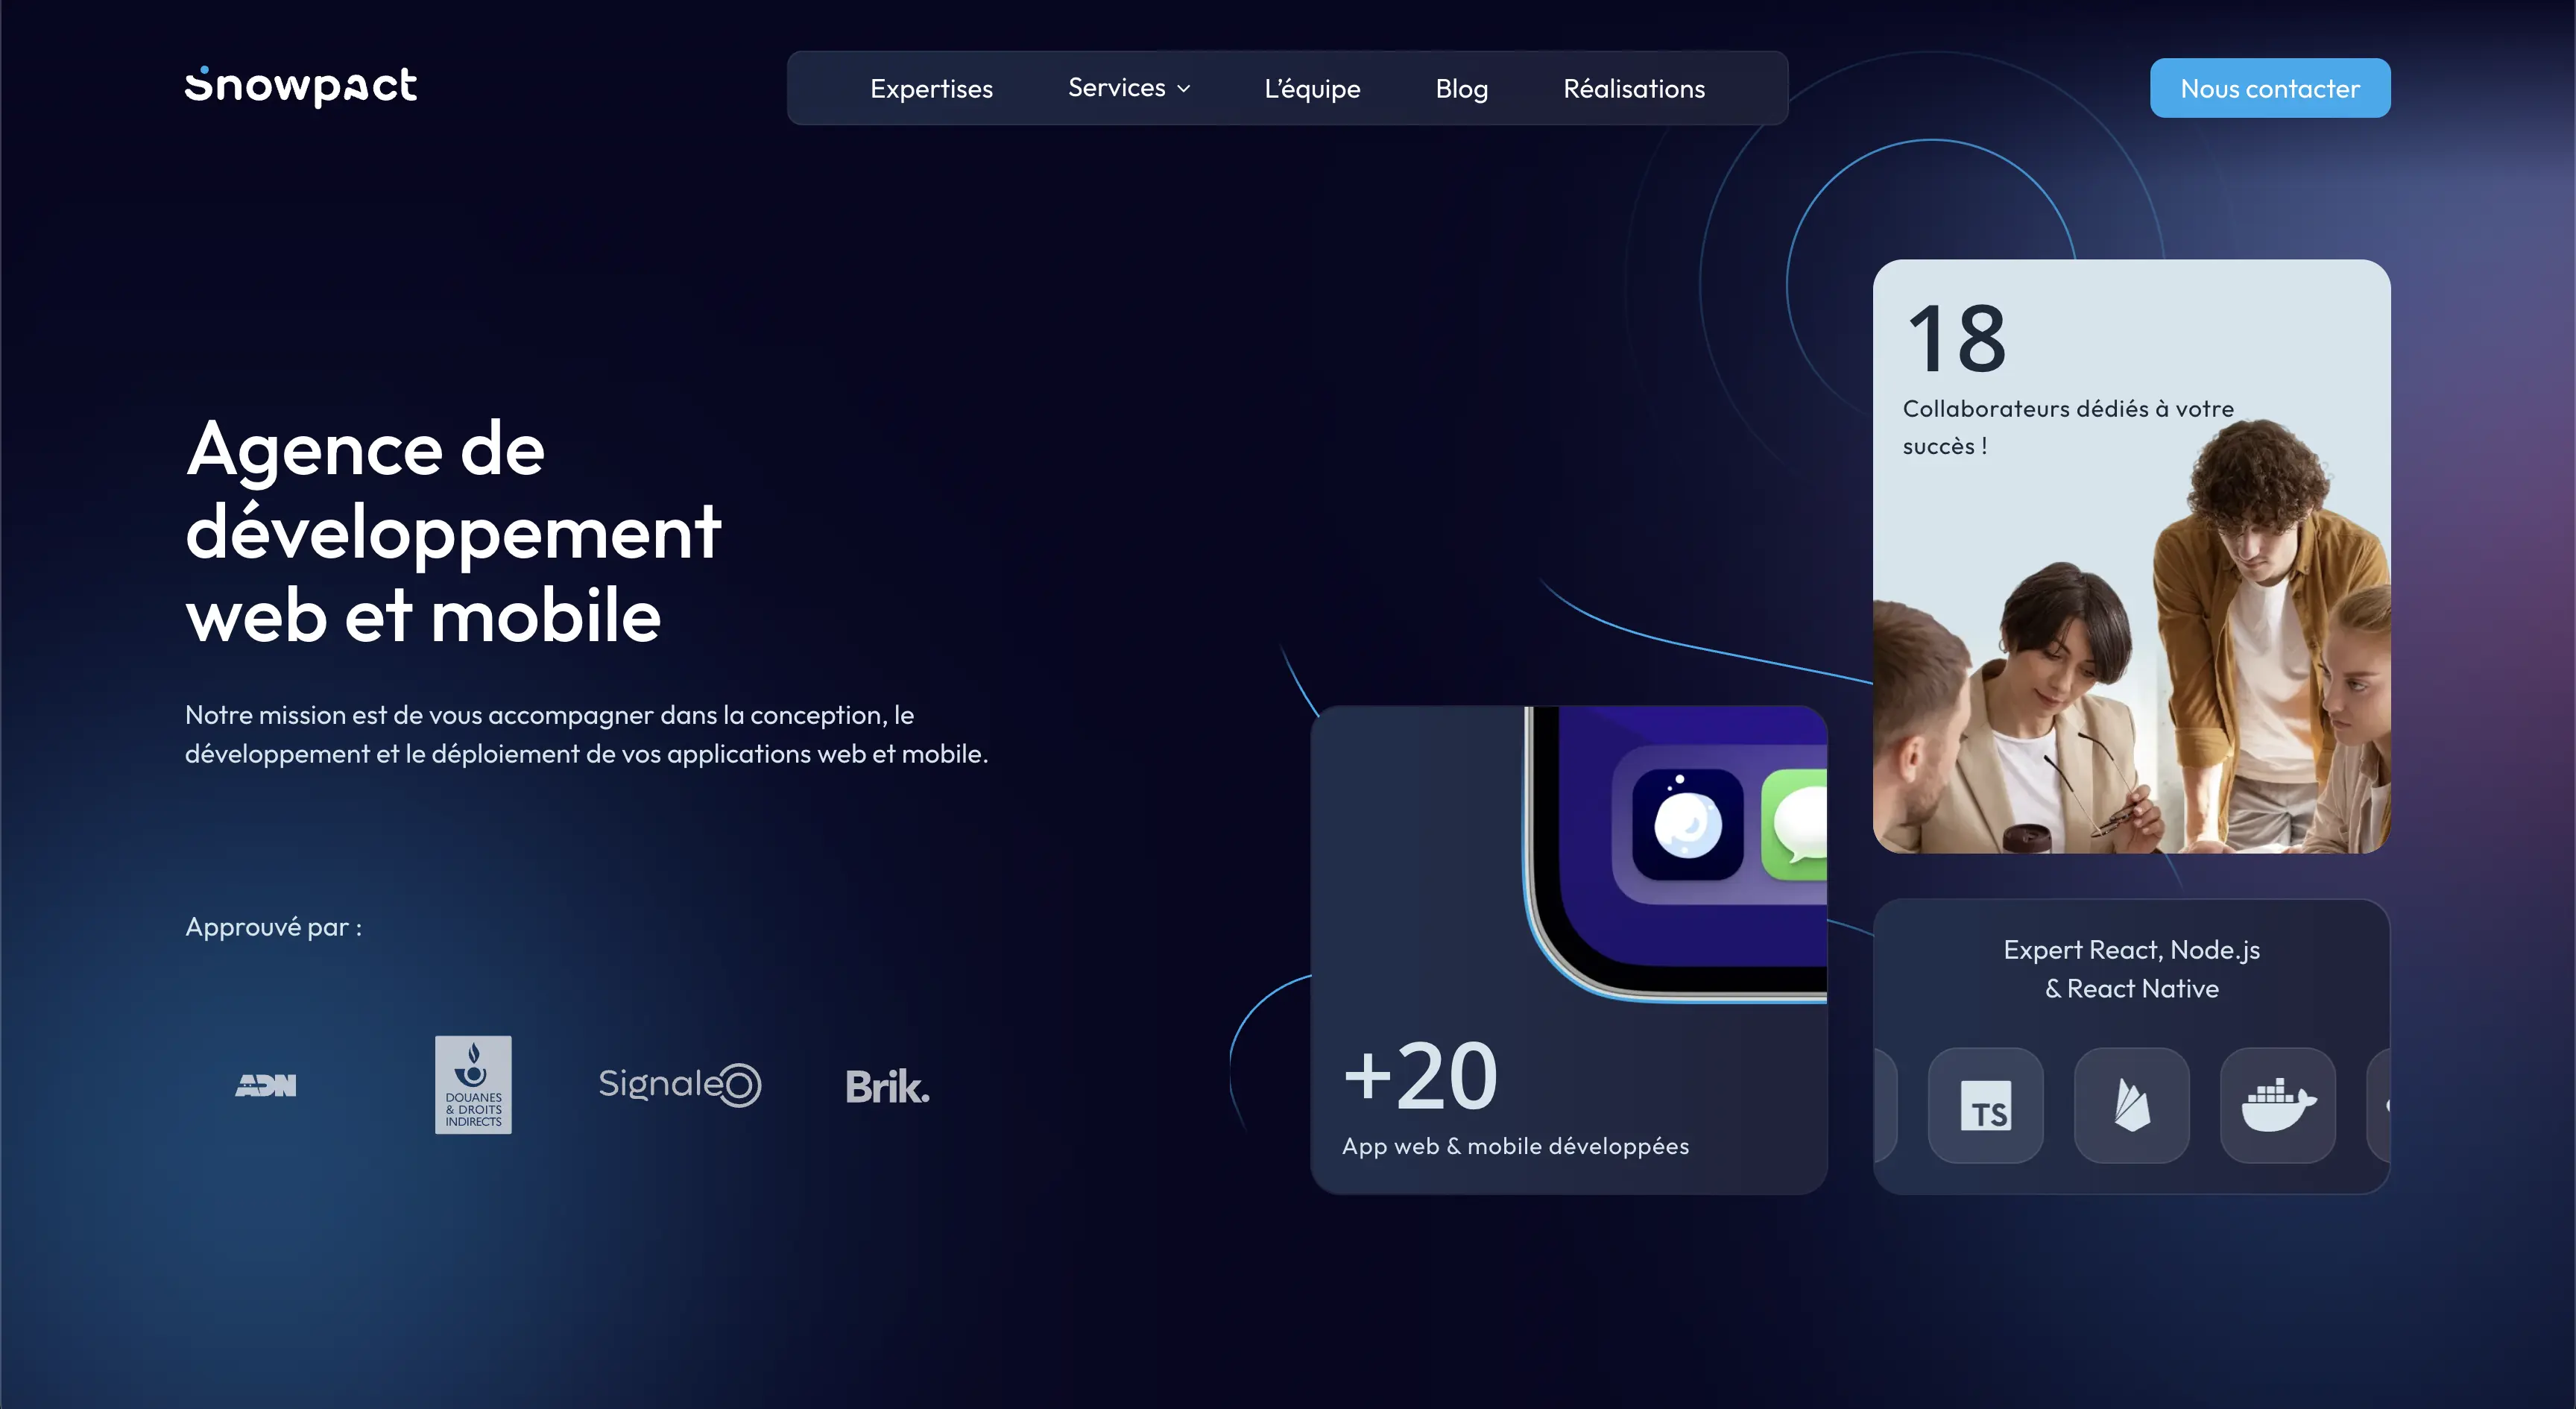 Snowpact
Expertises
Services
L’équipe
Blog
Réalisations
Nous contacter
Agence de
développement
web et mobile
Notre mission est de vous accompagner dans la conception, le
développement et le déploiement de vos applications web et mobile.
Approuvé par :
ADN
DOUANES
& DROITS
INDIRECTS
SignaleO
Brik.
18
Collaborateurs dédiés à votre
succès !
+20
App web & mobile développées
Expert React, Node.js
& React Native
TS